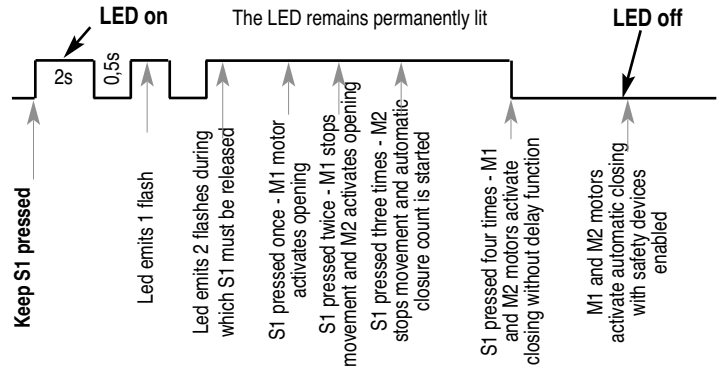 LED on
The LED remains permanently lit
LED off
2s
0,5s
Keep S1 pressed
Led emits 1 flash
Led emits 2 flashes during
which S1 must be released
S1 pressed once - M1 motor
activates opening
S1 pressed twice - M1 stops
movement and M2 activates opening
S1 pressed three times - M2
stops movement and automatic
closure count is started
S1 pressed four times - M1
and M2 motors activate
closing without delay function
M1 and M2 motors
activate automatic closing
with safety devices
enabled